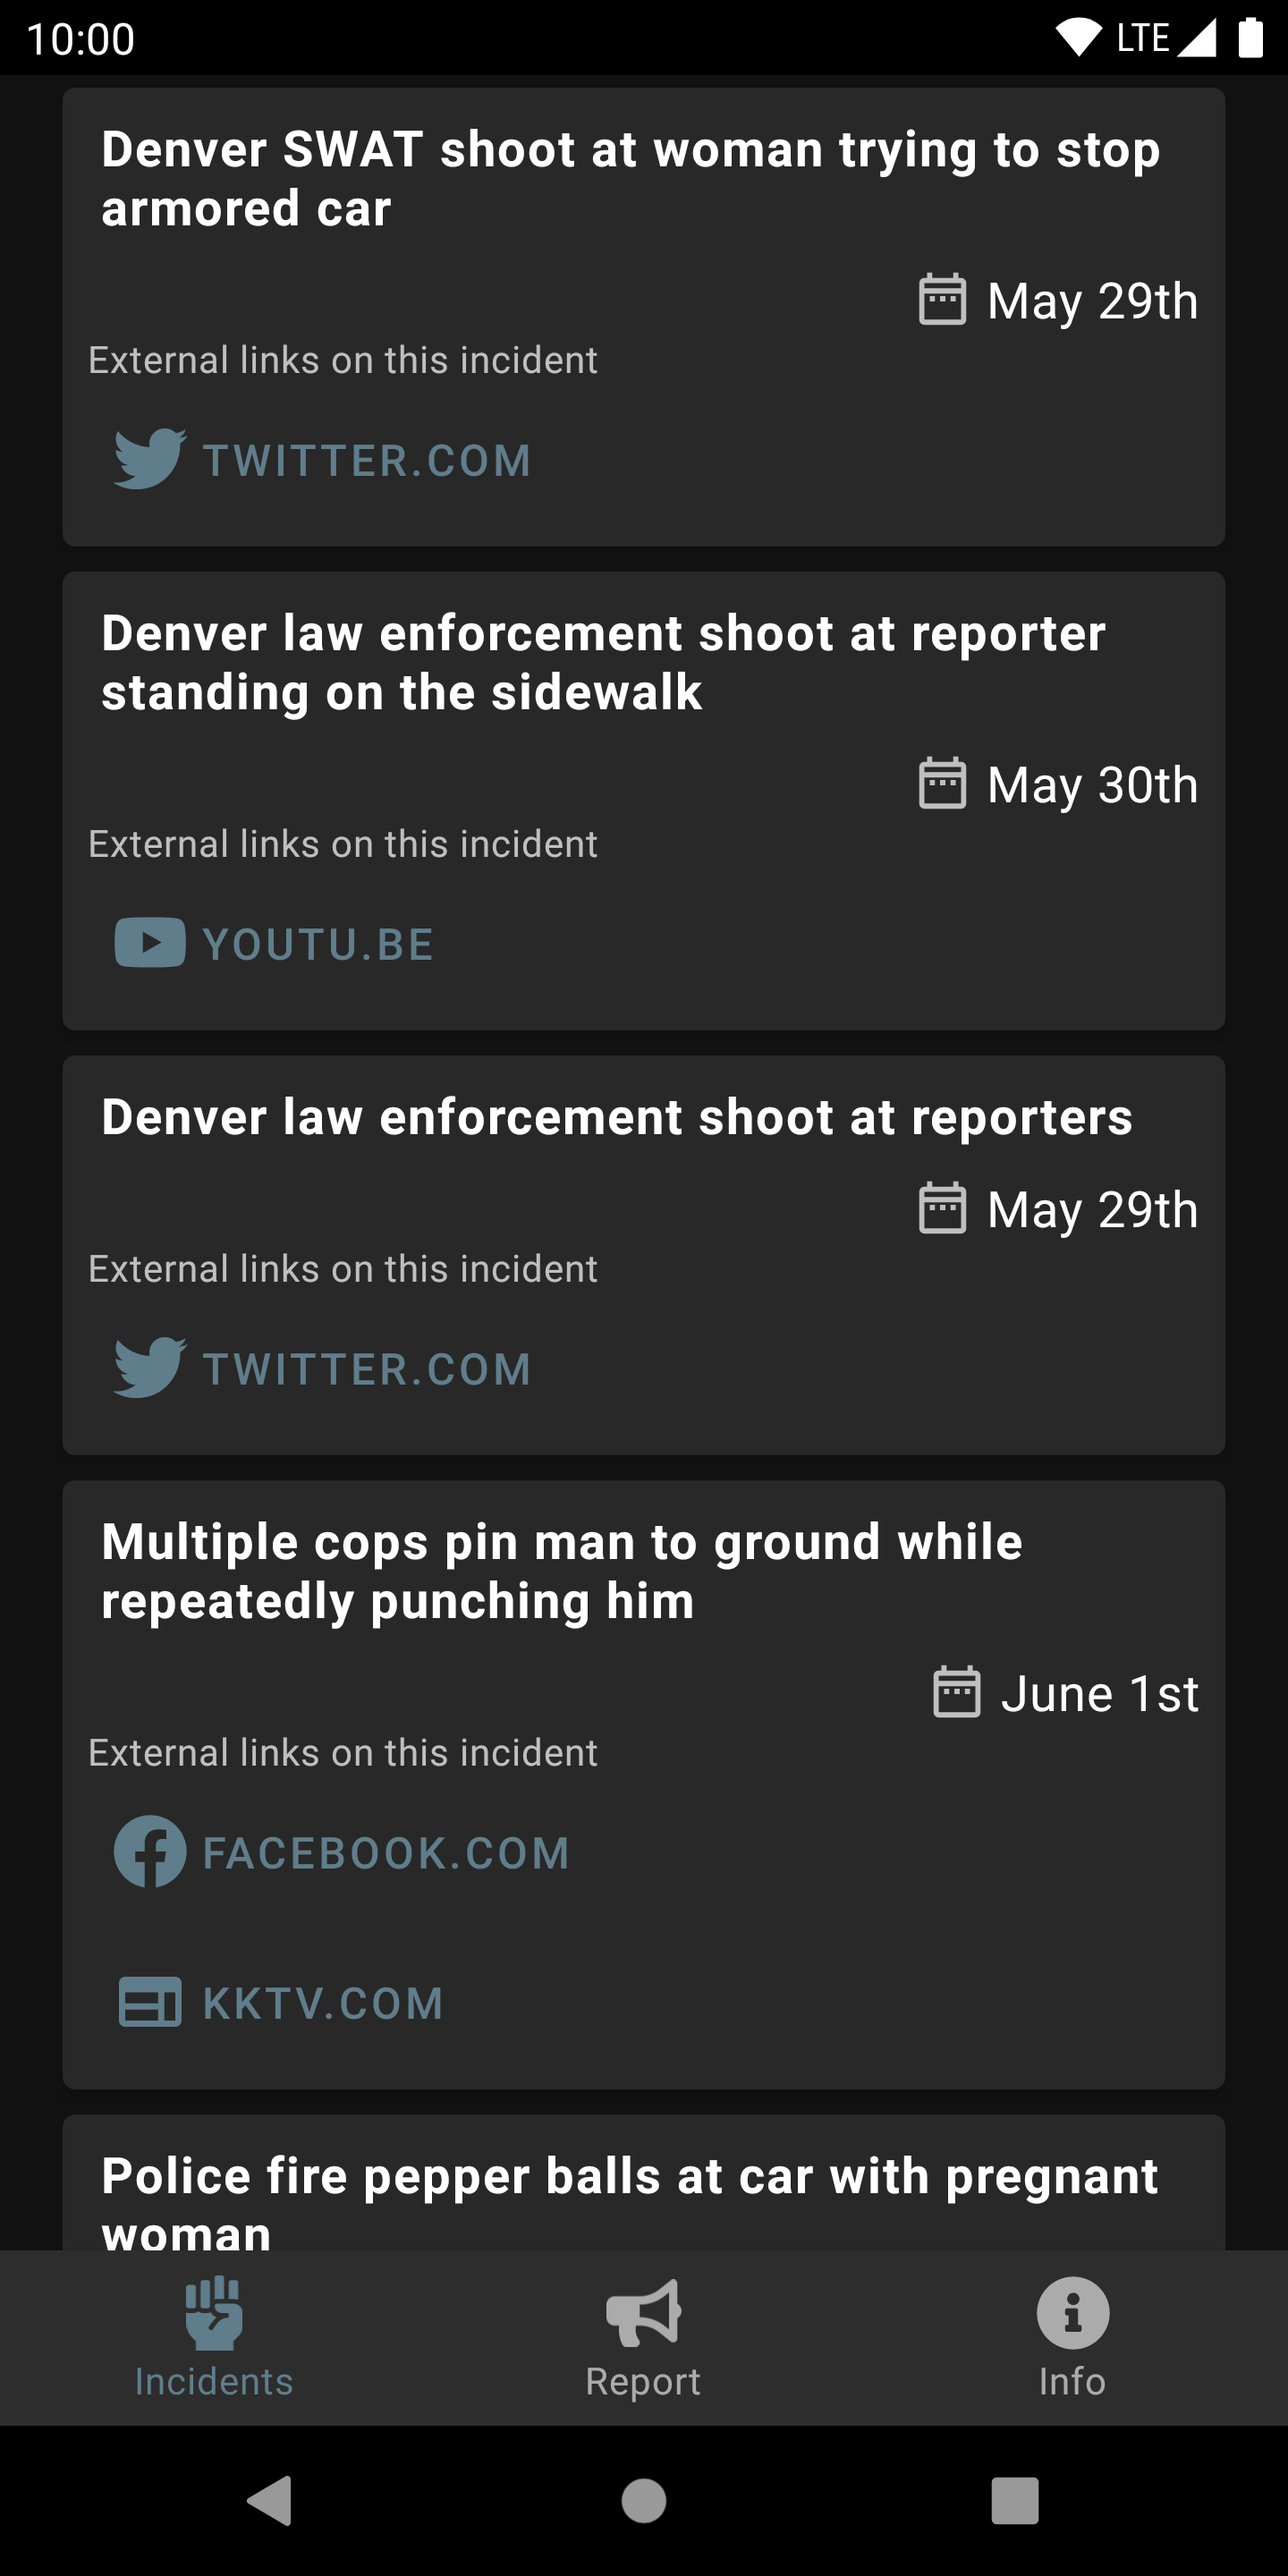 10:00 LTE
Denver SWAT shoot at woman trying to stop
armored car
May 29th
External links on this incident
TWITTER.COM
Denver law enforcement shoot at reporter
standing on the sidewalk
May 30th
External links on this incident
YOUTU.BE
Denver law enforcement shoot at reporters
May 29th
External links on this incident
TWITTER.COM
Multiple cops pin man to ground while
repeatedly punching him
June 1st
External links on this incident
FACEBOOK.COM
KKTV.COM
Police fire pepper balls at car with pregnant
woman
Incidents Report Info